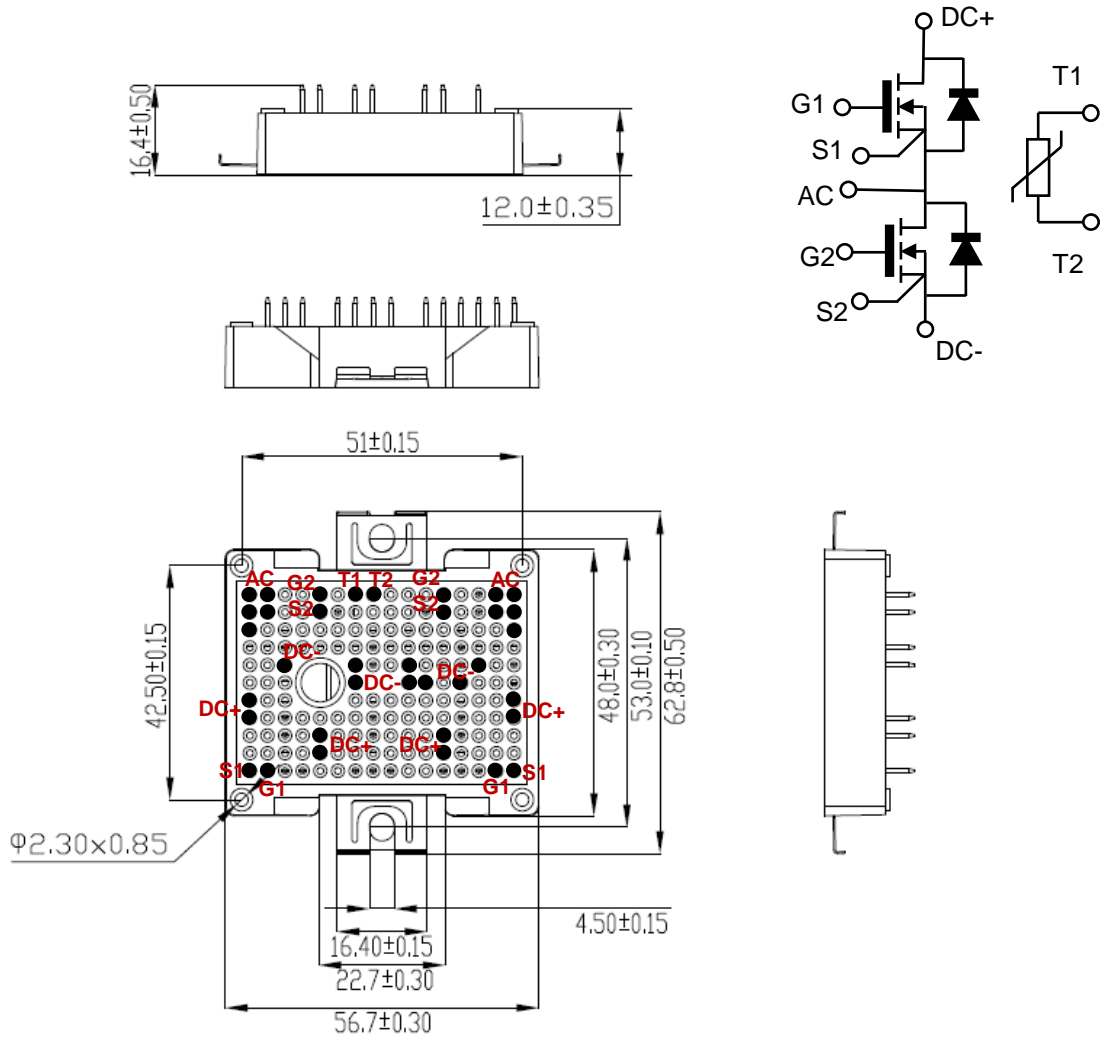 DC+
T1
G1
S1
AC
G2
T2
S2
DC-
16.4±0.50
12.0±0.35
51±0.15
AC G2 T1 T2 G2 AC
S2 S2
DC-
DC- DC-
DC+ DC+
DC+ DC+
S1 S1
G1 G1
42.50±0.15
48.0±0.30
53.0±0.10
62.8±0.50
Φ2.30x0.85
4.50±0.15
16.40±0.15
22.7±0.30
56.7±0.30